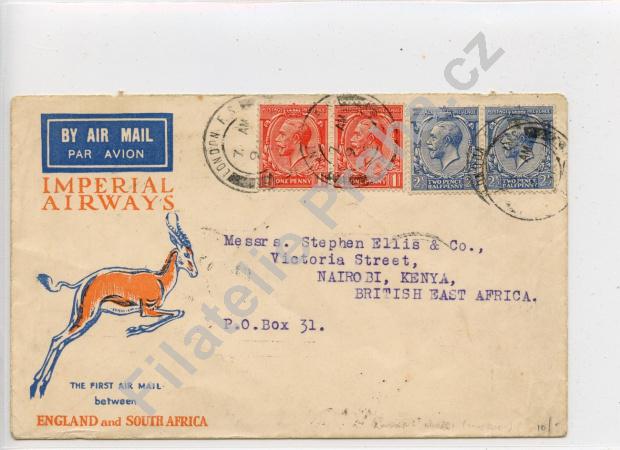 BY AIR MAIL
PAR AVION
IMPERIAL
AIRWAYS
LONDON
ONE PENNY
ONE PENNY
TWO PENCE
HALFPENNY
TWO PENCE
HALFPENNY
Messrs. Stephen Ellis & Co.,
Victoria Street,
NAIROBI, KENYA,
BRITISH EAST AFRICA.
P.O.Box 31.
THE FIRST AIR MAIL
between
ENGLAND and SOUTH AFRICA
10/-
Filatelie Praha.cz